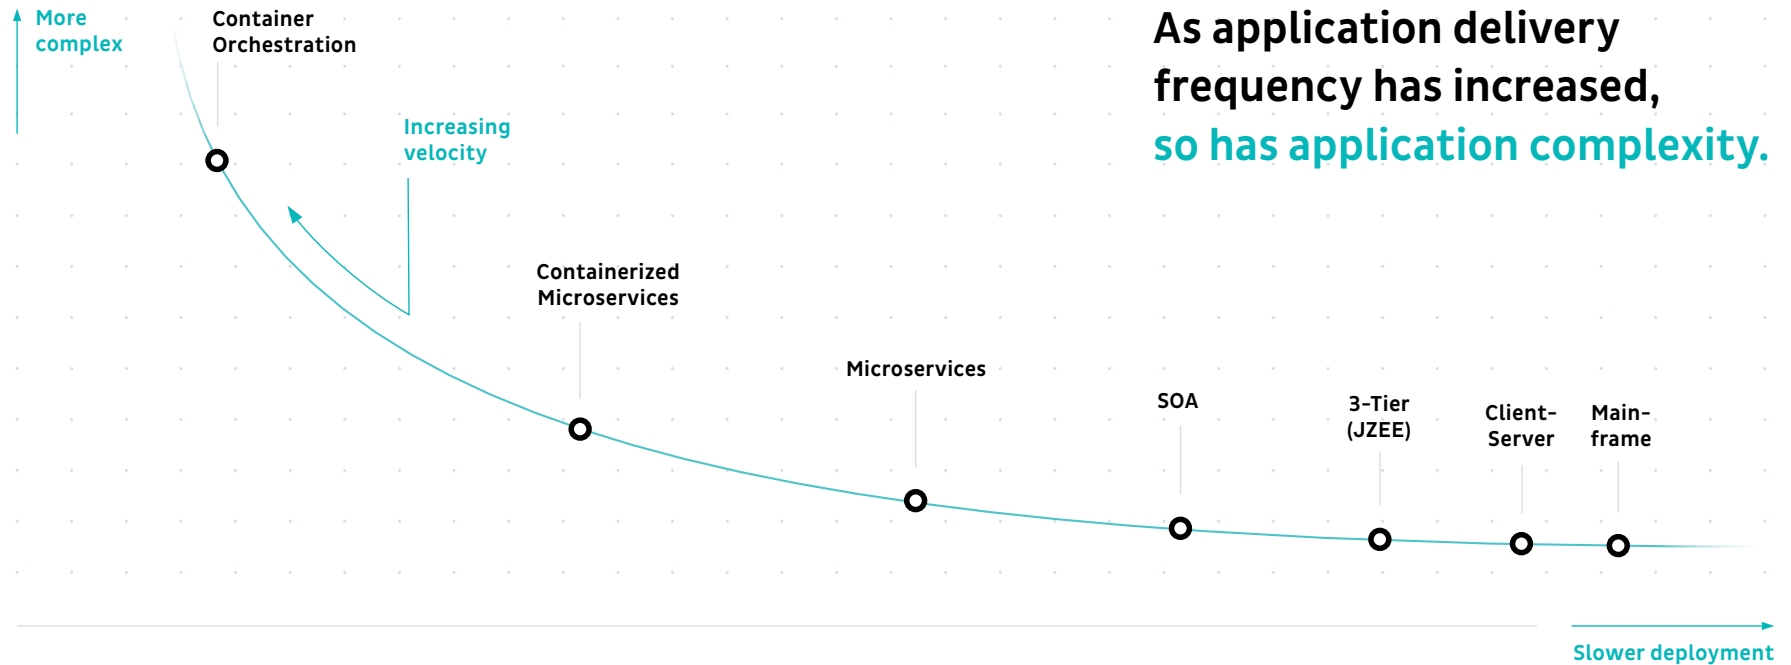 More
complex
Container
Orchestration
As application delivery
frequency has increased,
so has application complexity.
Increasing
velocity
Containerized
Microservices
Microservices
SOA
3-Tier
(JZEE)
Client-
Server
Main-
frame
Slower deployment